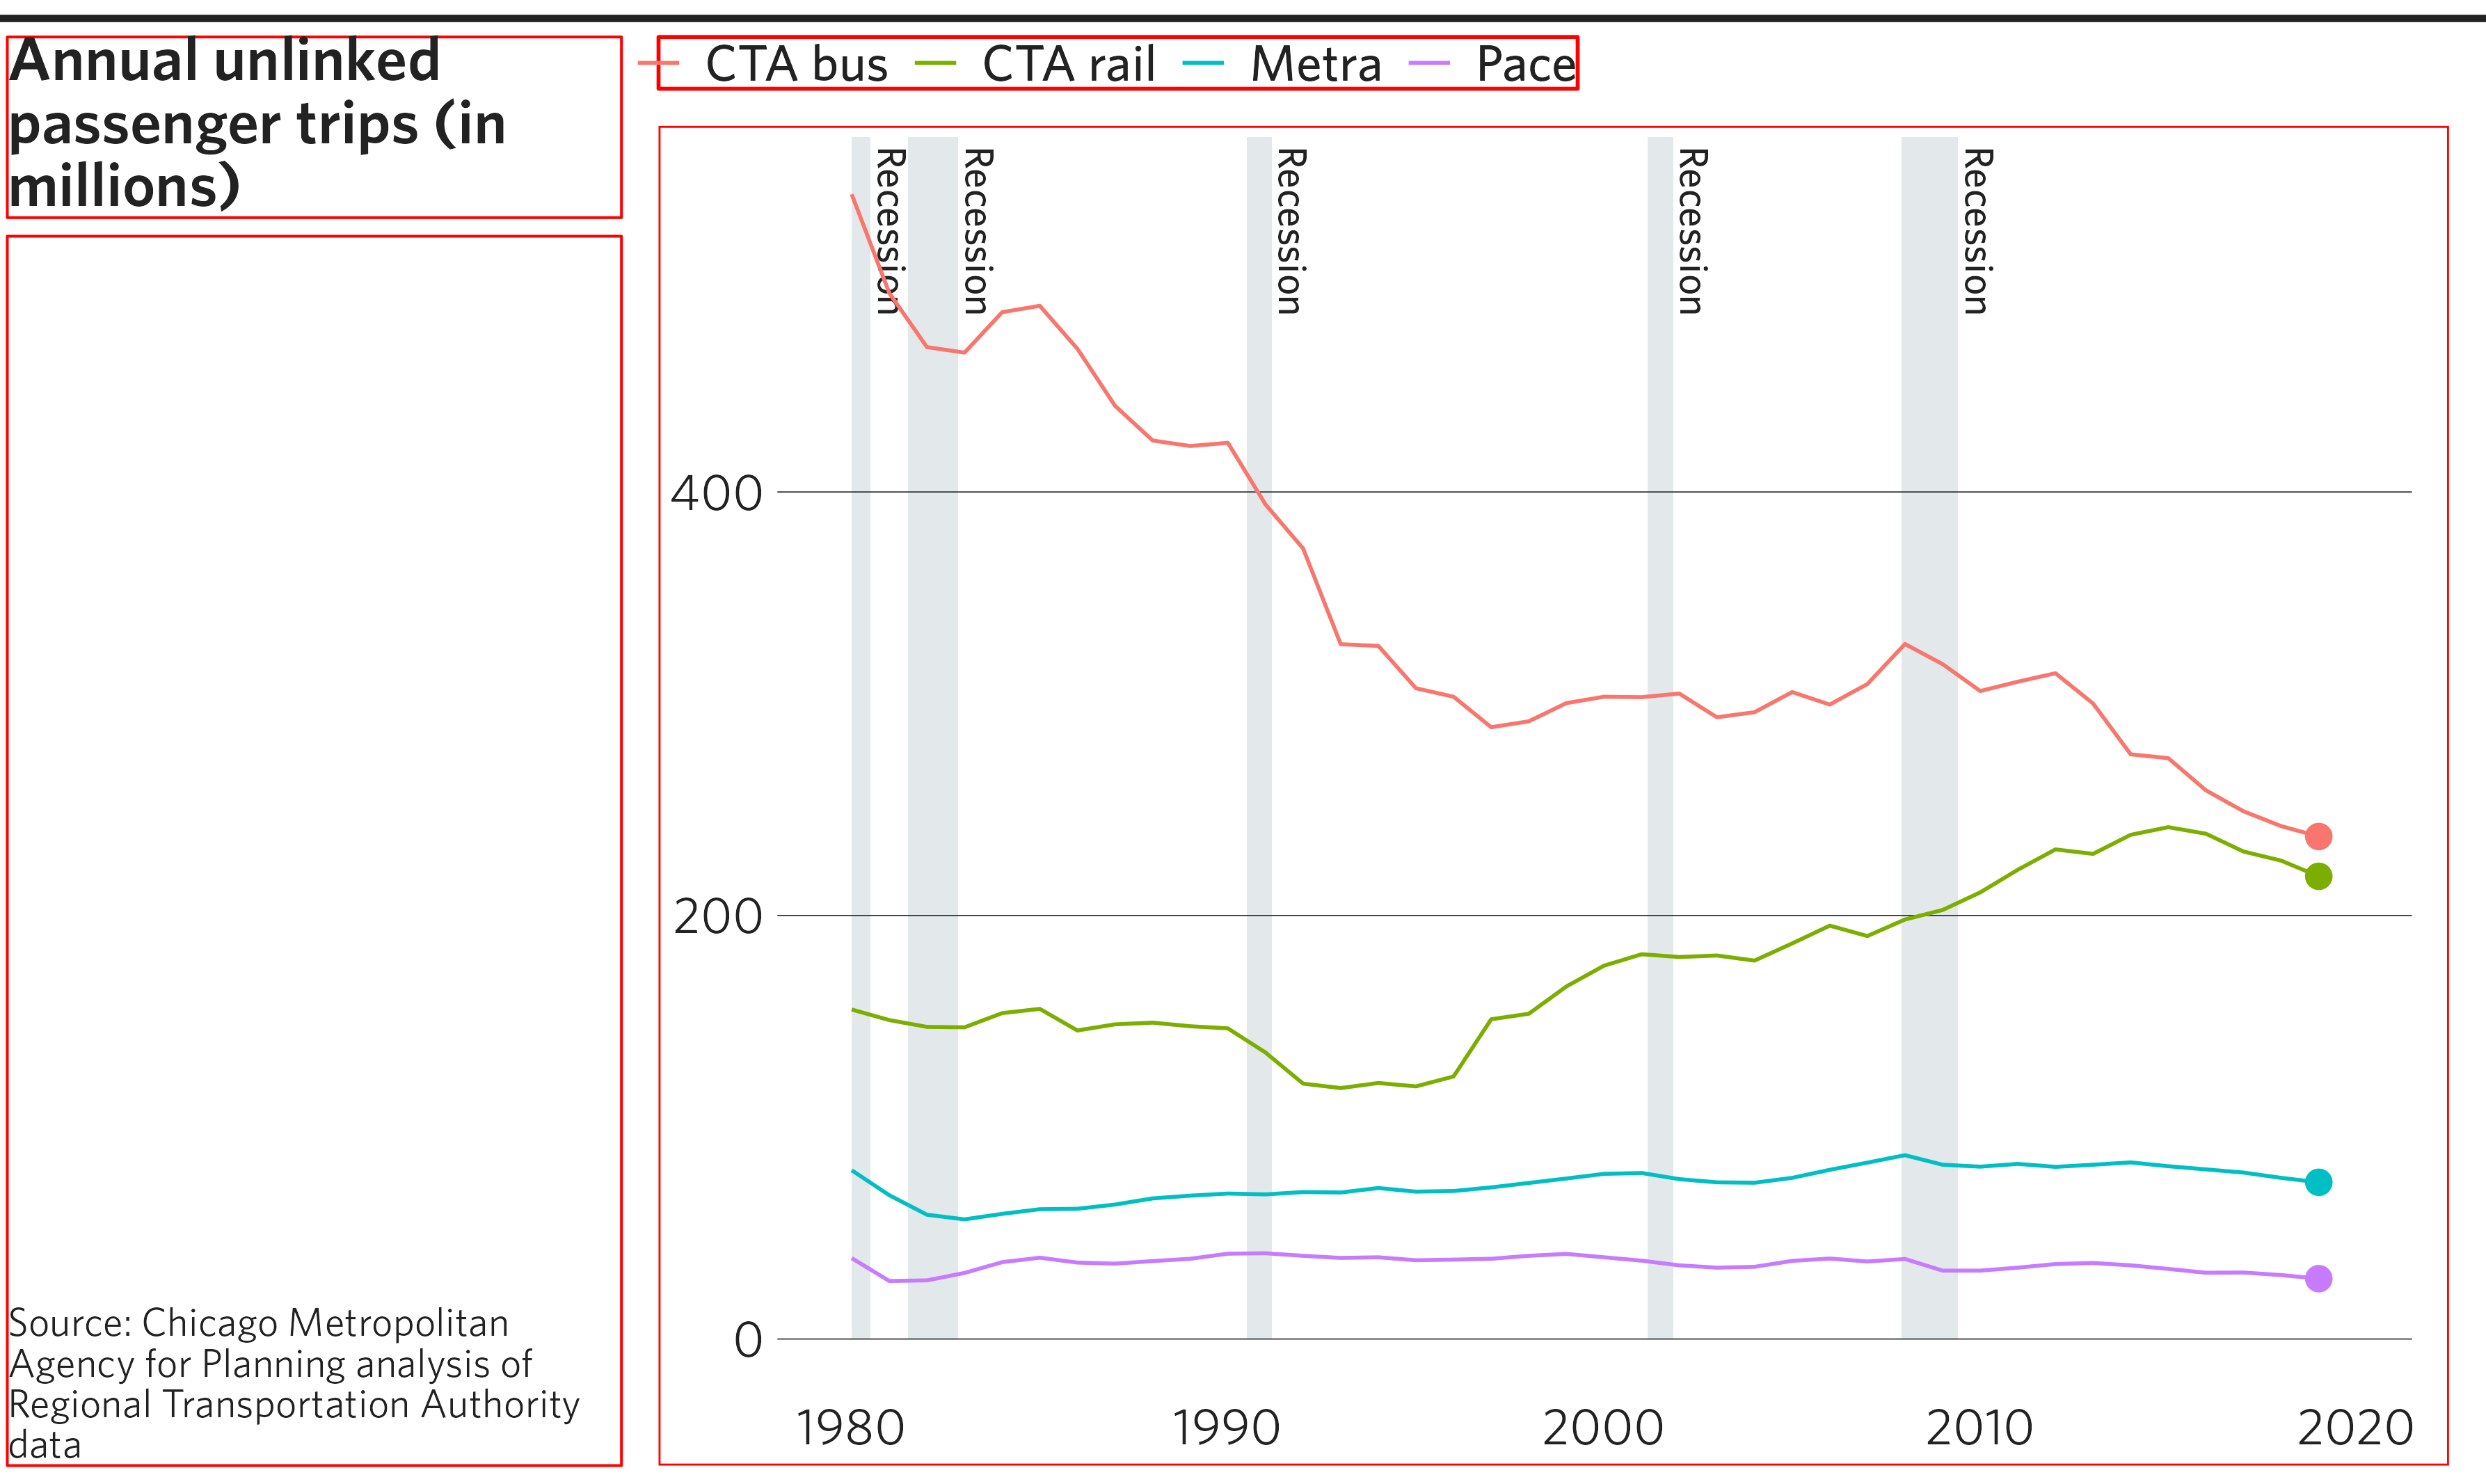 Annual unlinked
passenger trips (in
millions)
CTA bus CTA rail Metra Pace
Recession Recession Recession Recession Recession
400
200
0
1980 1990 2000 2010 2020
Source: Chicago Metropolitan
Agency for Planning analysis of
Regional Transportation Authority
data